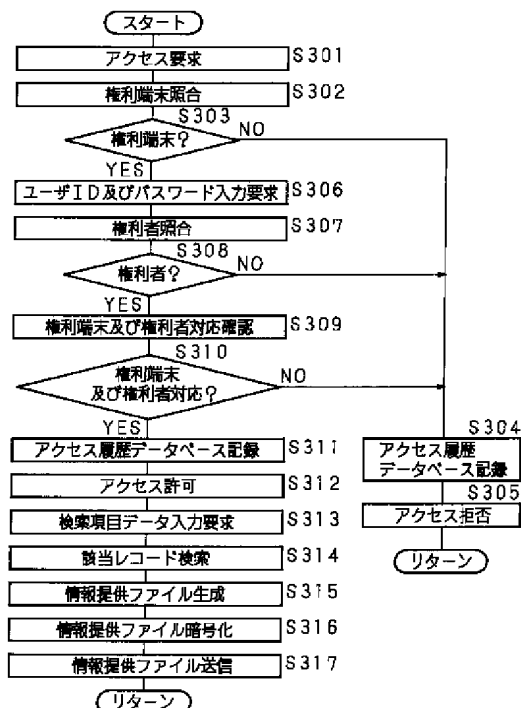 スタート
アクセス要求 S301
権利端末照合 S302
S303
権利端末? NO
YES
ユーザID及びパスワード入力要求 S306
権利者照合 S307
S308
権利者? NO
YES
権利端末及び権利者対応確認 S309
S310
権利端末
及び権利者対応? NO
YES
アクセス履歴データベース記録 S311
アクセス許可 S312
検索項目データ入力要求 S313
該当レコード検索 S314
情報提供ファイル生成 S315
情報提供ファイル暗号化 S316
情報提供ファイル送信 S317
リターン
S304
アクセス履歴
データベース記録
S305
アクセス拒否
リターン